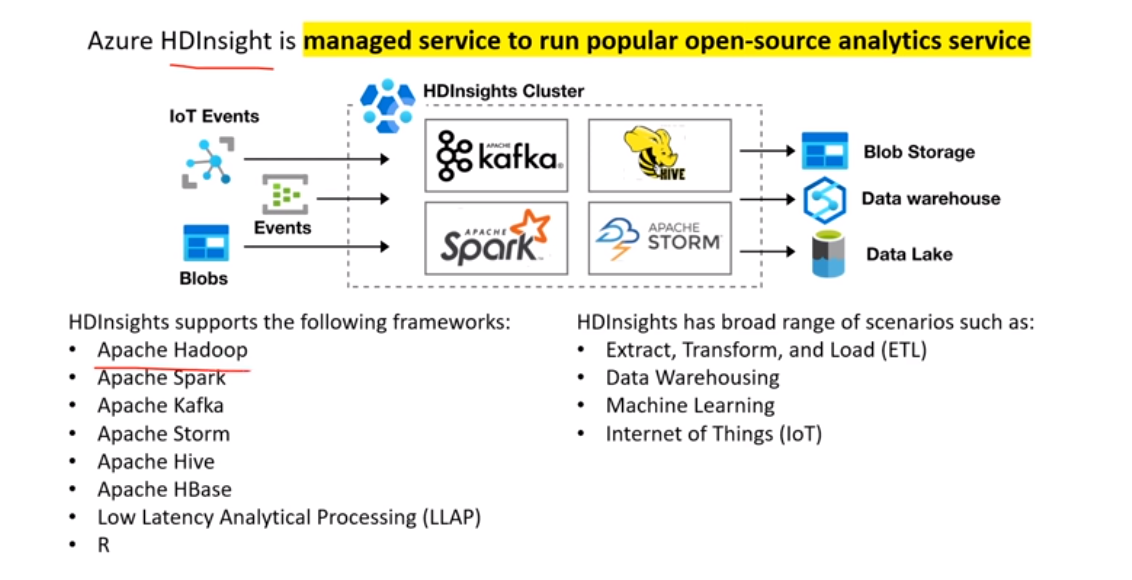 Azure HDInsight is managed service to run popular open-source analytics service
HDInsights Cluster
IoT Events
Events
Blobs
APACHE
kafka®
HIVE
APACHE
Spark™
APACHE
STORM™
Blob Storage
Data warehouse
Data Lake
HDInsights supports the following frameworks:
• Apache Hadoop
• Apache Spark
• Apache Kafka
• Apache Storm
• Apache Hive
• Apache HBase
• Low Latency Analytical Processing (LLAP)
• R
HDInsights has broad range of scenarios such as:
• Extract, Transform, and Load (ETL)
• Data Warehousing
• Machine Learning
• Internet of Things (IoT)